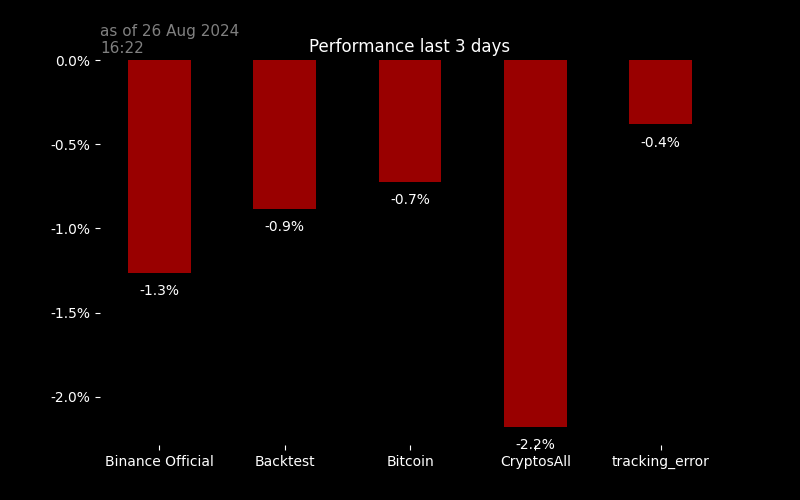 as of 26 Aug 2024
16:22
Performance last 3 days
0.0%
-0.5%
-1.0%
-1.5%
-2.0%
-1.3%
-0.9%
-0.7%
-2.2%
-0.4%
Binance Official
Backtest
Bitcoin
CryptosAll
tracking_error